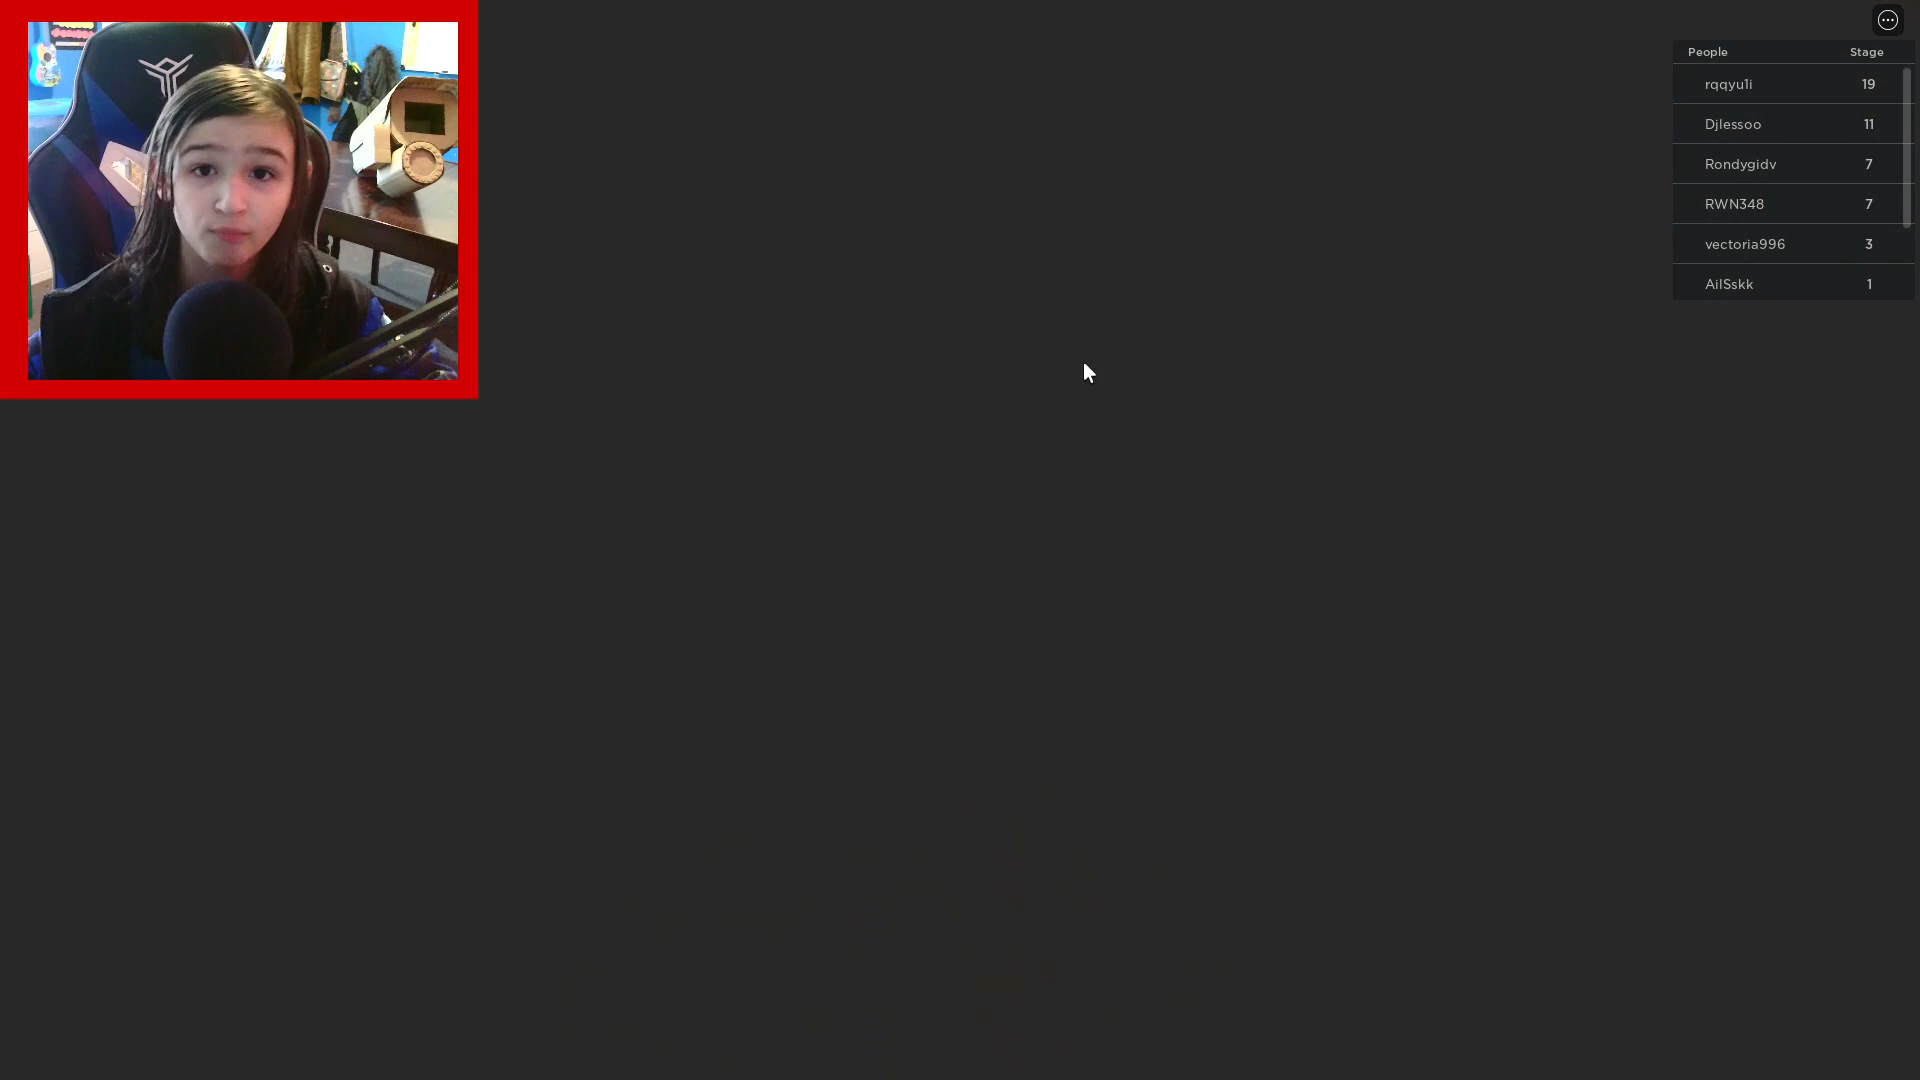 People Stage
rqqyu1i 19
Djlessoo 11
Rondygidv 7
RWN348 7
vectoria996 3
AilSskk 1